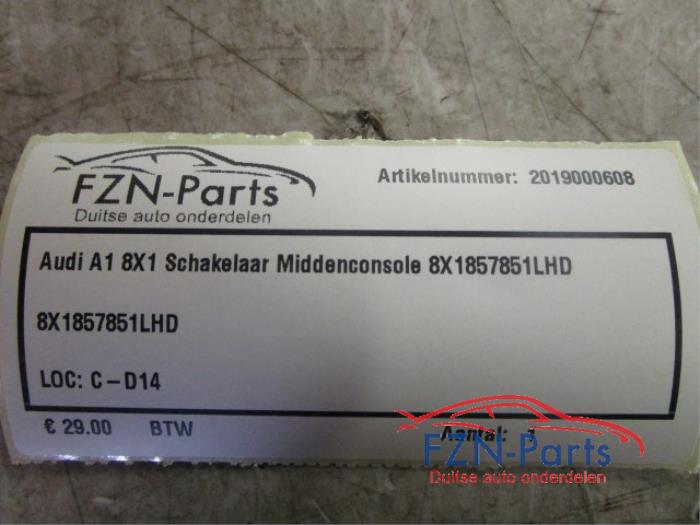 FZN-Parts
Duitse auto onderdelen
Artikelnummer: 2019000608
Audi A1 8X1 Schakelaar Middenconsole 8X1857851LHD
8X1857851LHD
LOC: C-D14
€ 29.00 BTW Aantal:
FZN-Parts
Duitse auto onderdelen